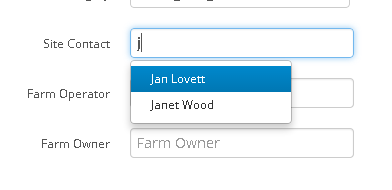 Site Contact
j
Jan Lovett
Farm Operator
Janet Wood
Farm Owner
Farm Owner